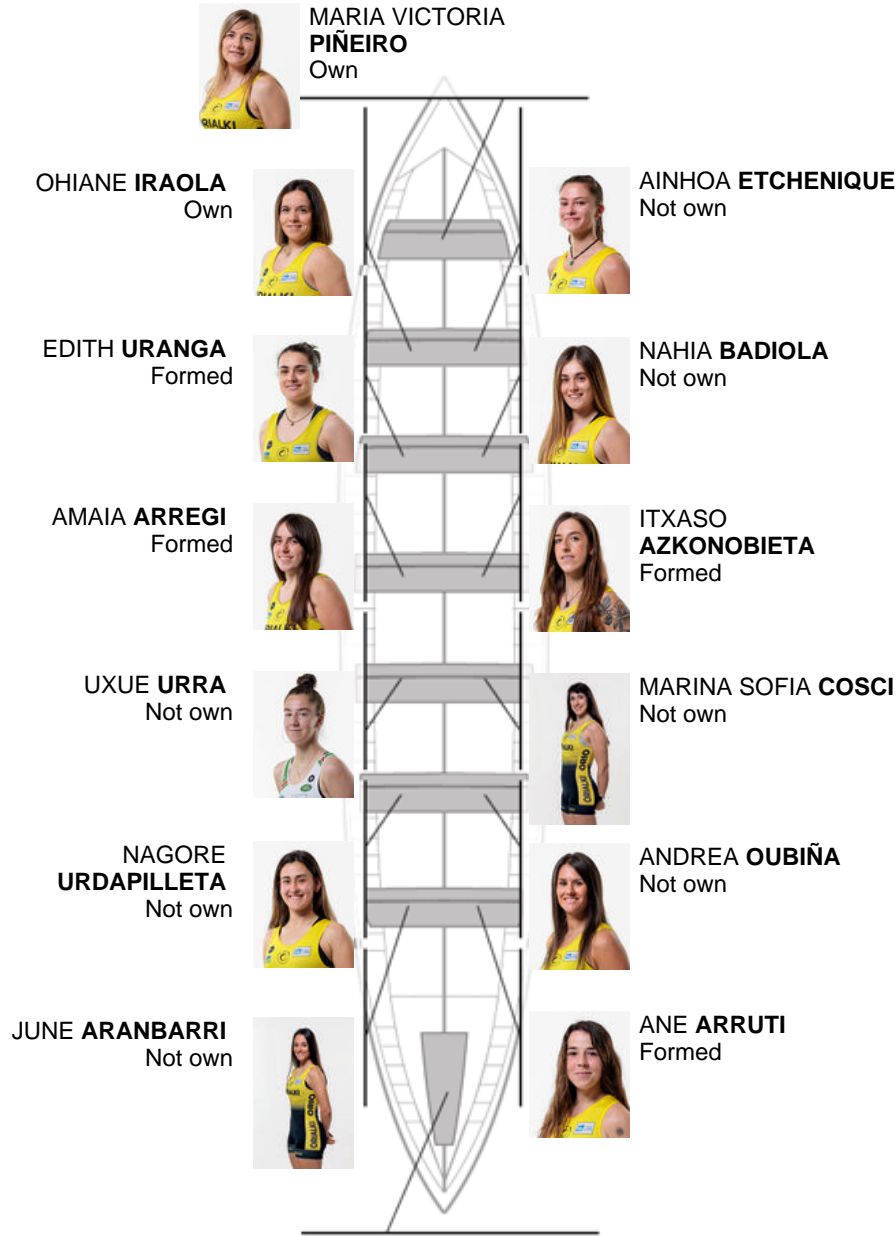 MARIA VICTORIA
PIÑEIRO
Own
OHIANE IRAOLA
Own
AINHOA ETCHENIQUE
Not own
EDITH URANGA
Formed
NAHIA BADIOLA
Not own
AMAIA ARREGI
Formed
ITXASO
AZKONOBIETA
Formed
UXUE URRA
Not own
MARINA SOFIA COSCI
Not own
NAGORE
URDAPILLETA
Not own
ANDREA OUBIÑA
Not own
JUNE ARANBARRI
Not own
ANE ARRUTI
Formed